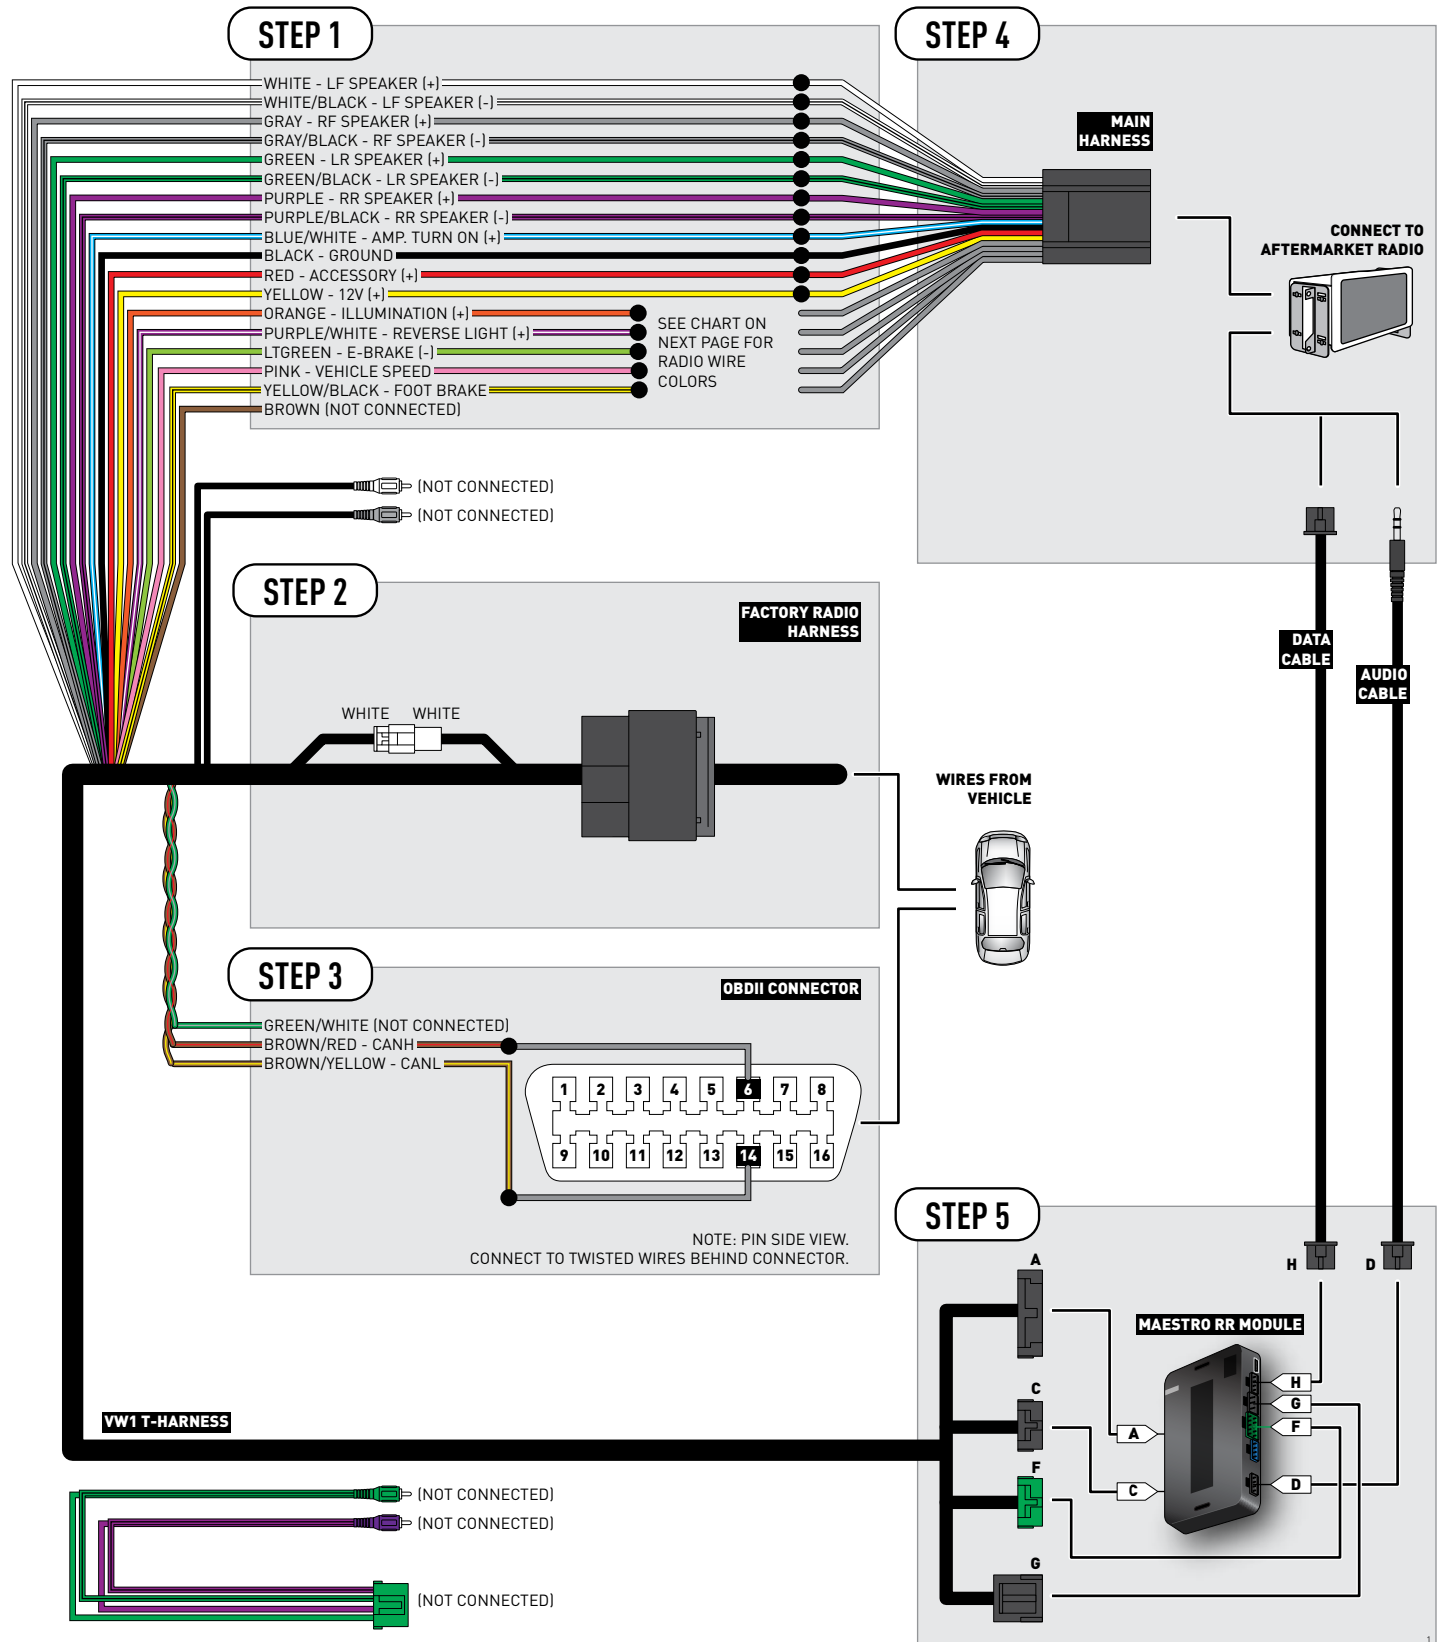 STEP 1
WHITE - LF SPEAKER (+)
WHITE/BLACK - LF SPEAKER (-)
GRAY - RF SPEAKER (+)
GRAY/BLACK - RF SPEAKER (-)
GREEN - LR SPEAKER (+)
GREEN/BLACK - LR SPEAKER (-)
PURPLE - RR SPEAKER (+)
PURPLE/BLACK - RR SPEAKER (-)
BLUE/WHITE - AMP. TURN ON (+)
BLACK - GROUND
RED - ACCESSORY (+)
YELLOW - 12V (+)
ORANGE - ILLUMINATION (+)
PURPLE/WHITE - REVERSE LIGHT (+)
LTGREEN - E-BRAKE (-)
PINK - VEHICLE SPEED
YELLOW/BLACK - FOOT BRAKE
BROWN (NOT CONNECTED)
SEE CHART ON
NEXT PAGE FOR
RADIO WIRE
COLORS
(NOT CONNECTED)
(NOT CONNECTED)
STEP 4
MAIN
HARNESS
CONNECT TO
AFTERMARKET RADIO
DATA
CABLE
AUDIO
CABLE
STEP 2
FACTORY RADIO
HARNESS
WHITE
WHITE
WIRES FROM
VEHICLE
STEP 3
OBDII CONNECTOR
GREEN/WHITE (NOT CONNECTED)
BROWN/RED - CANH
BROWN/YELLOW - CANL
1 2 3 4 5 6 7 8
9 10 11 12 13 14 15 16
NOTE: PIN SIDE VIEW.
CONNECT TO TWISTED WIRES BEHIND CONNECTOR.
STEP 5
H
D
A
MAESTRO RR MODULE
H
G
F
D
A
C
C
F
G
VW1 T-HARNESS
(NOT CONNECTED)
(NOT CONNECTED)
(NOT CONNECTED)
1